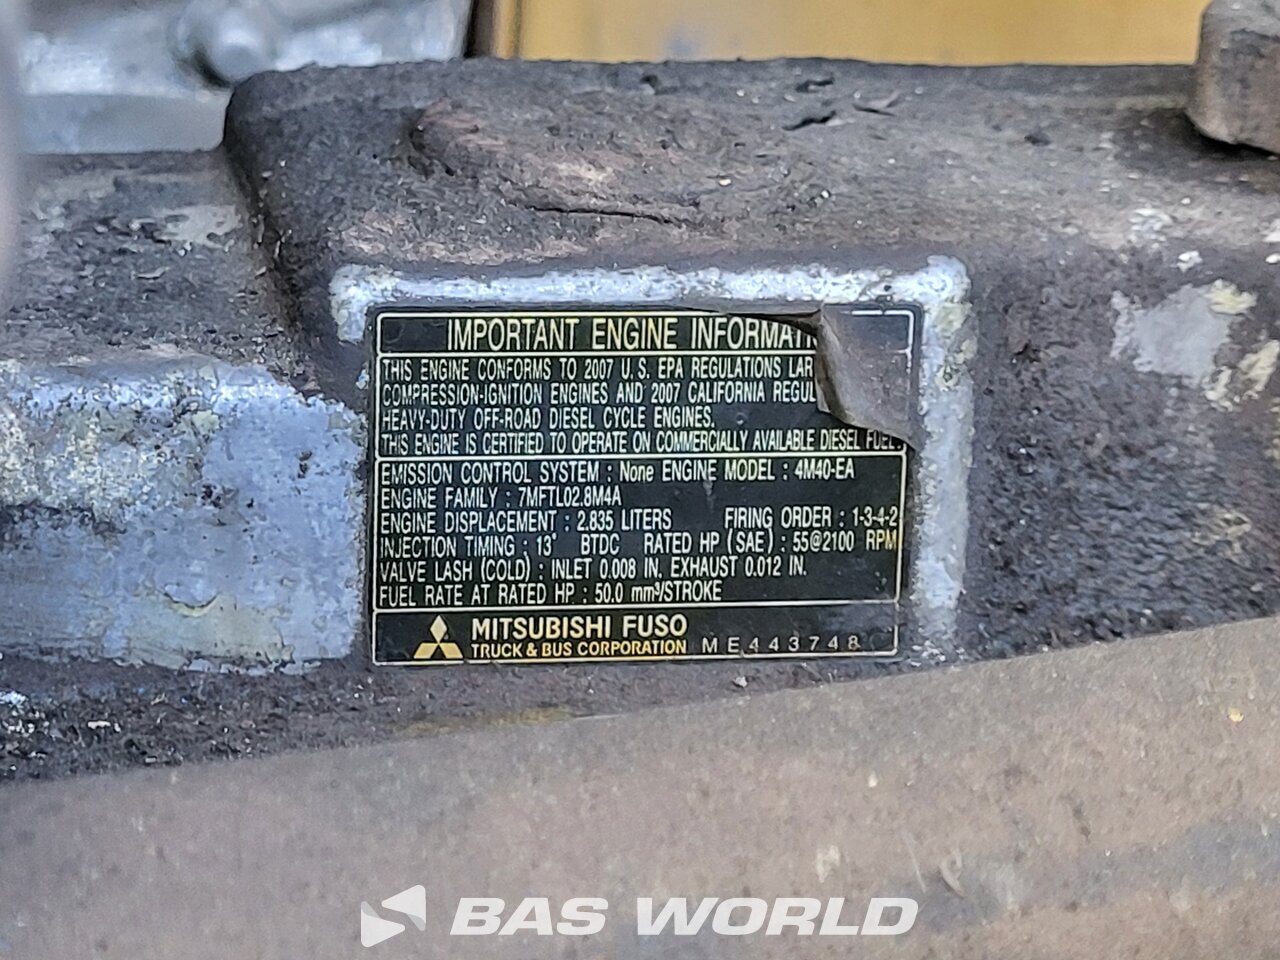 IMPORTANT ENGINE
THIS ENGINE CONFORMS TO 2007 U.S. EPA REGULATIONS
COMPRESSION-IGNITION ENGINES AND 2007 CALIFORNIA
HEAVY-DUTY OFF-ROAD DIESEL CYCLE ENGINES.
THIS ENGINE IS CERTIFIED TO OPERATE ON COMMERCIALLY AVAILABLE DIESEL FUEL
EMISSION CONTROL SYSTEM : None ENGINE MODEL : 4M40-EA
ENGINE FAMILY : 7MFTL02.8M4A
ENGINE DISPLACEMENT : 2.835 LITERS FIRING ORDER : 1-3-4-2
INJECTION TIMING : 13° BTDC RATED HP (SAE) : 55@2100 RPM
VALVE LASH (COLD) : INLET 0.008 IN. EXHAUST 0.012 IN.
FUEL RATE AT RATED HP : 50.0 mm³/STROKE
MITSUBISHI FUSO
TRUCK & BUS CORPORATION ME443748
BAS WORLD